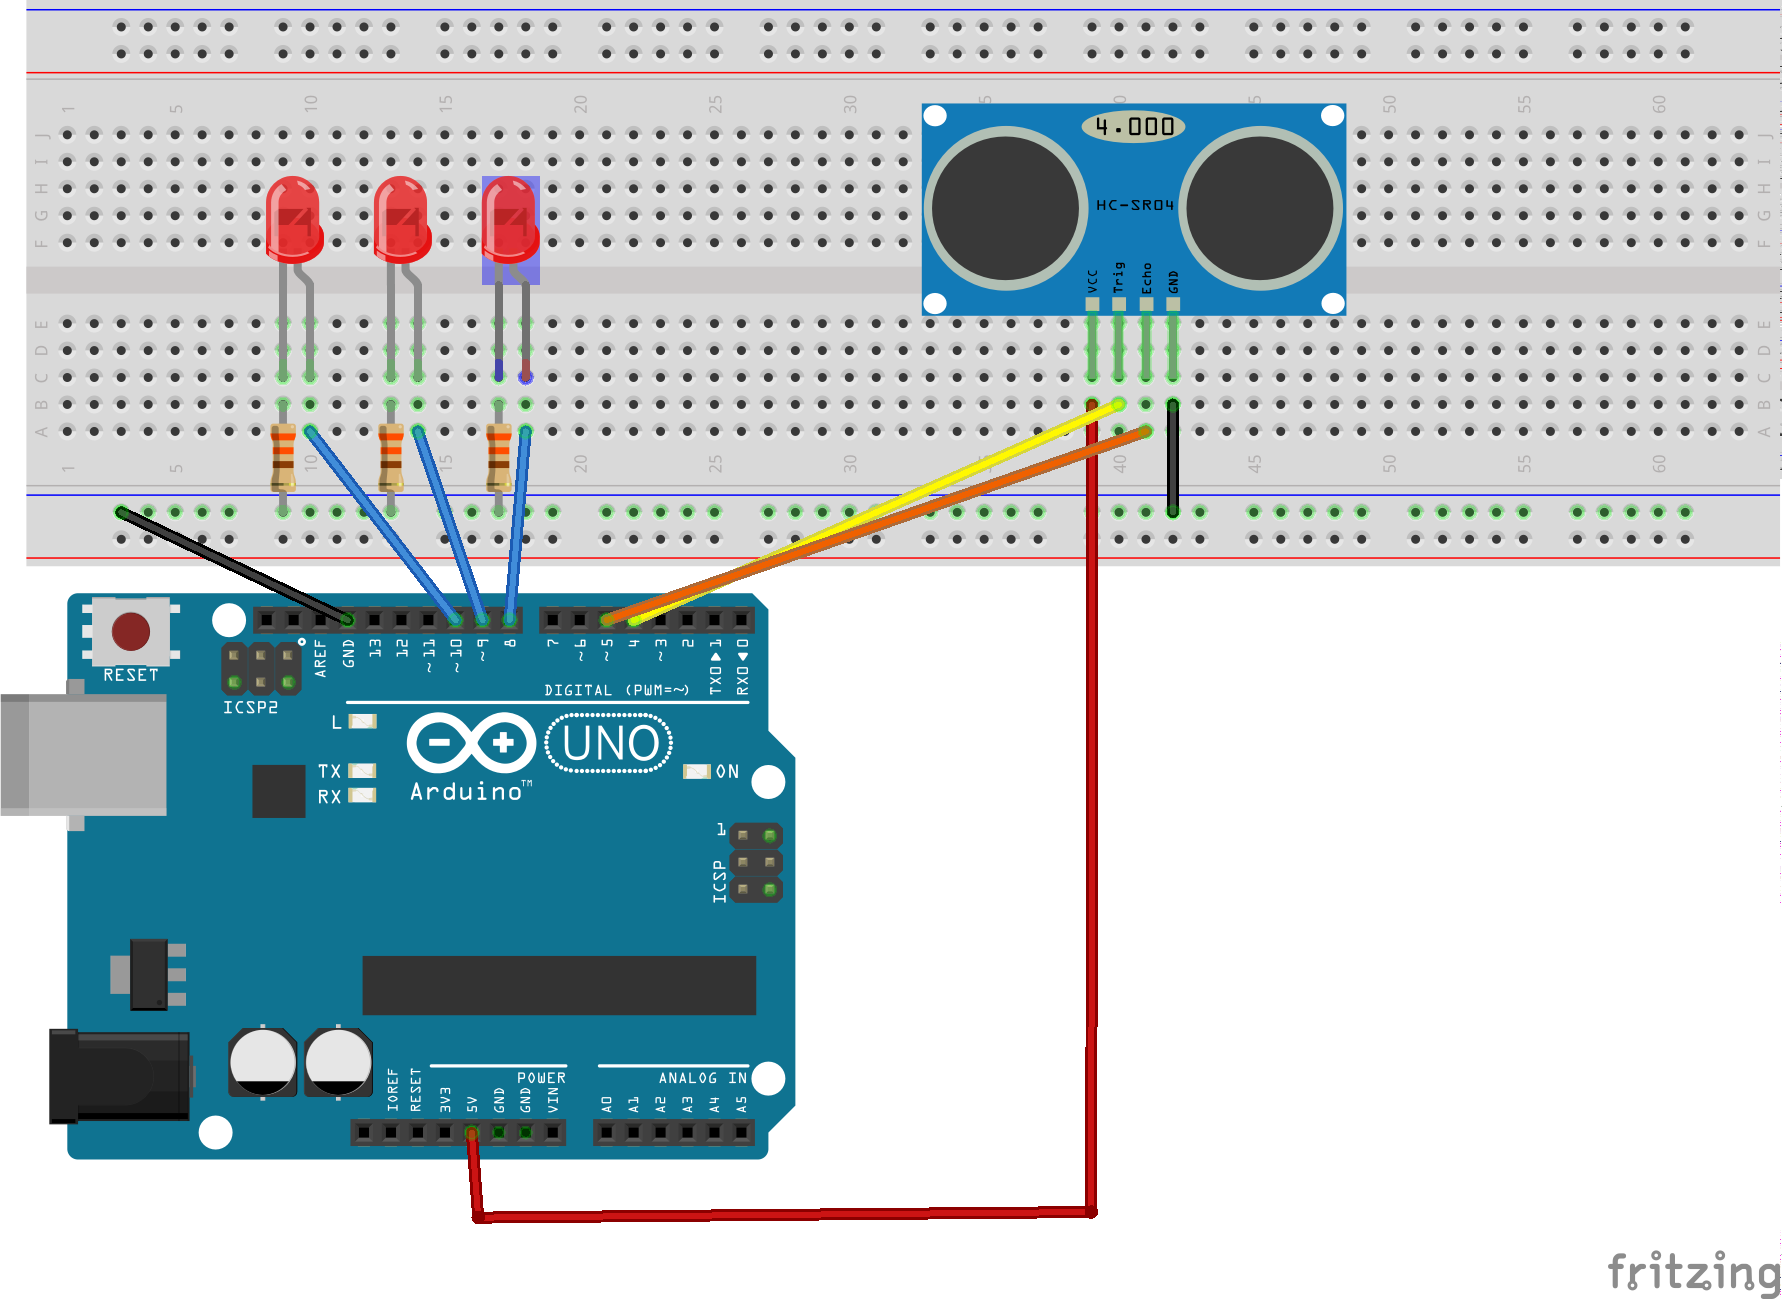 1 5 10 15 20 25 30 5 0 45 50 55 60
J J
I I
H H
G G
F F
4.000
HC-SR04
VCC Trig Echo GND
E E
D D
C C
B B
A A
1 5 10 15 20 25 30 5 40 45 50 55 60
RESET
ICSP2
AREF GND 13 12 ~11 ~10 ~9 8 7 ~6 ~5 4 ~3 2 TX0▶1 RX0◀0
DIGITAL (PWM=~)
L
TX
RX
UNO
ON
Arduino™
1
ICSP
POWER
ANALOG IN
IOREF RESET 3V3 5V GND GND VIN A0 A1 A2 A3 A4 A5
fritzing